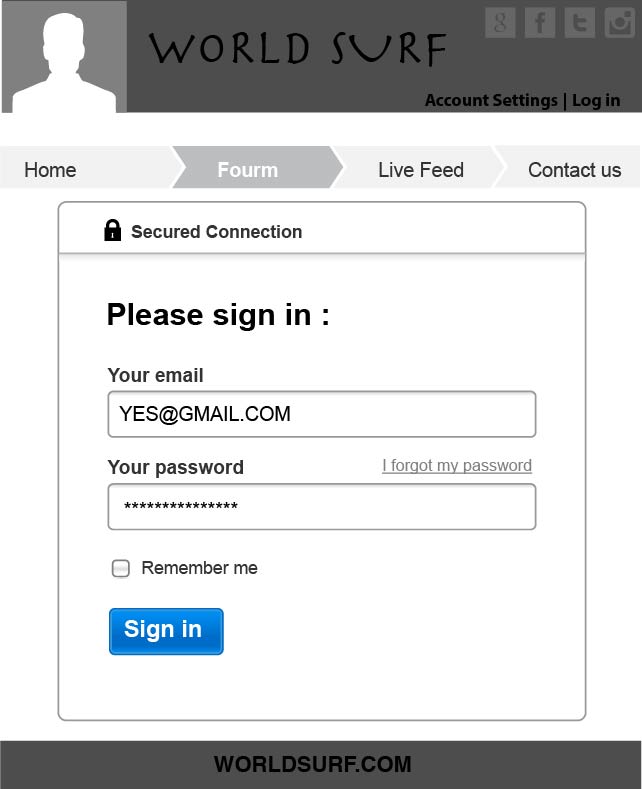 WORLD SURF
Account Settings | Log in
Home Fourm Live Feed Contact us
Secured Connection
Please sign in :
Your email
YES@GMAIL.COM
Your password I forgot my password
***************
Remember me
Sign in
WORLDSURF.COM